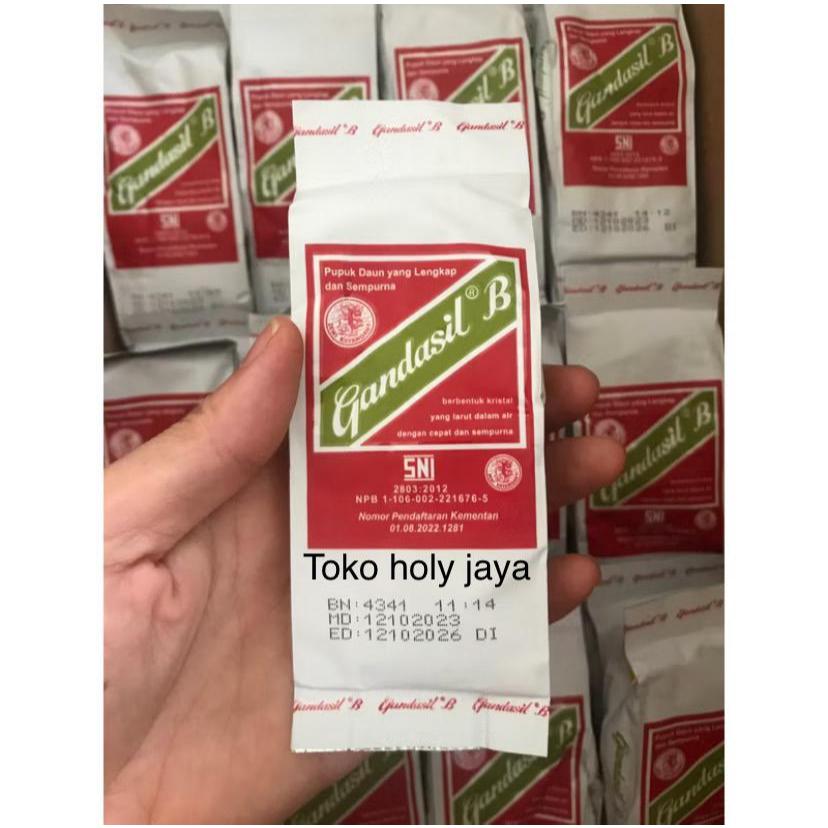 Gandasil B Gandasil B Gandasil B
Pupuk Daun yang Lengkap
dan Sempurna
Gandasil® B
berbentuk kristal
yang larut dalam air
dengan cepat dan sempurna
SNI
2803:2012
NPB 1-106-002-221676-5
Nomor Pendaftaran Kementan
01.08.2022.1281
Toko holy jaya
BN:4341 11:14
MD:12102023
ED:12102026 DI
Gandasil®B Gandasil®B Gandasil®B